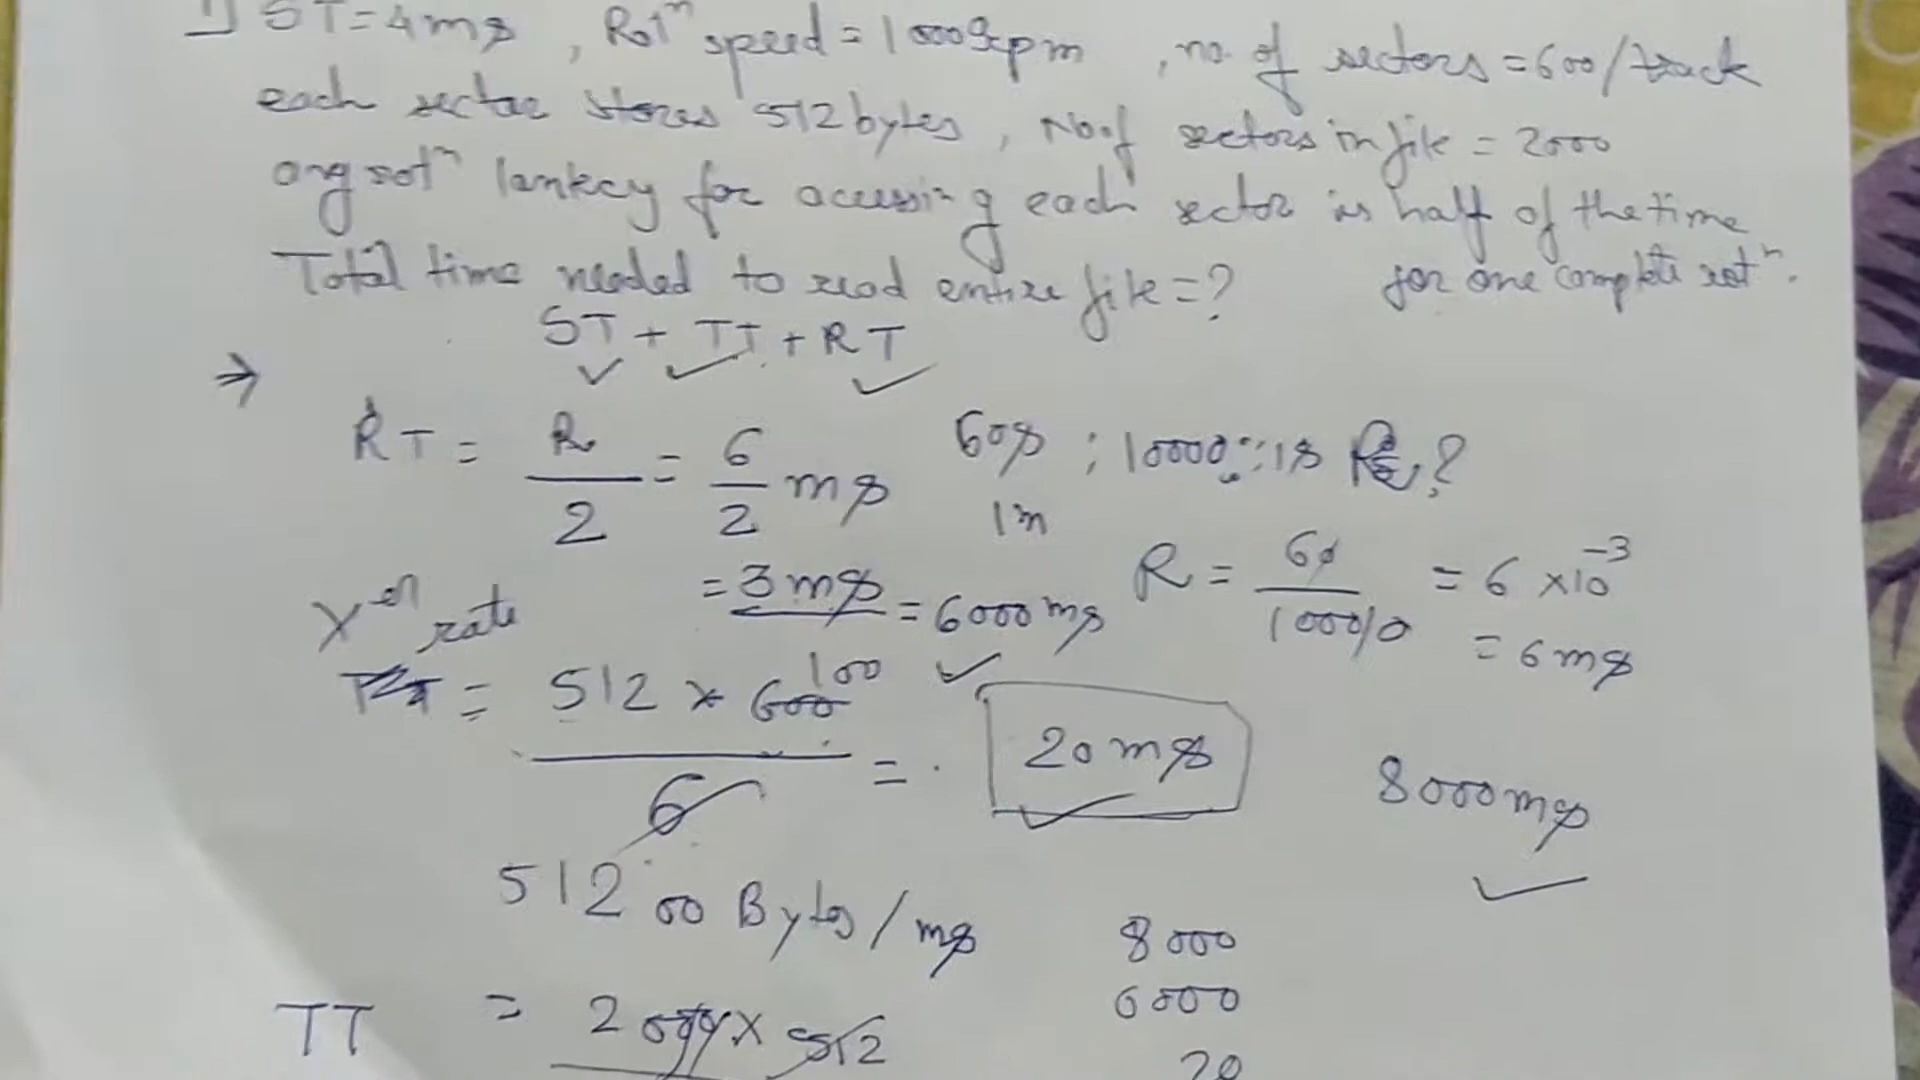 1) ST=4ms, Rotⁿ speed=10000rpm, no. of sectors=600/track
each sector stores 512bytes, No of sectors in file = 2000
avg rotⁿ latency for acessing each sector is half of the time
for one complete rotⁿ.
Total time needed to read entire file=?
ST + TT + RT
⇒
RT = R/2 = 6/2 ms
60s : 10000 :: 1s R?
1m
= 3ms = 6000ms
R = 60/10000 = 6 ×10⁻³
= 6ms
Xer rate
= 512 × 600 100 / 6 =
20ms
8000ms
51200 Bytes/ms
8000
6000
20
TT = 2000 × 512